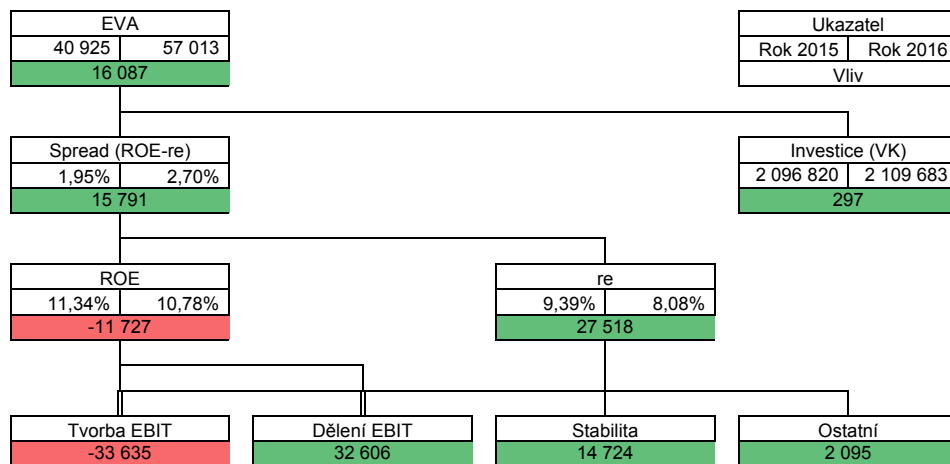 EVA
40 925 57 013
16 087
Ukazatel
Rok 2015 Rok 2016
Vliv
Spread (ROE-re)
1,95% 2,70%
15 791
Investice (VK)
2 096 820 2 109 683
297
ROE
11,34% 10,78%
-11 727
re
9,39% 8,08%
27 518
Tvorba EBIT
-33 635
Dělení EBIT
32 606
Stabilita
14 724
Ostatní
2 095